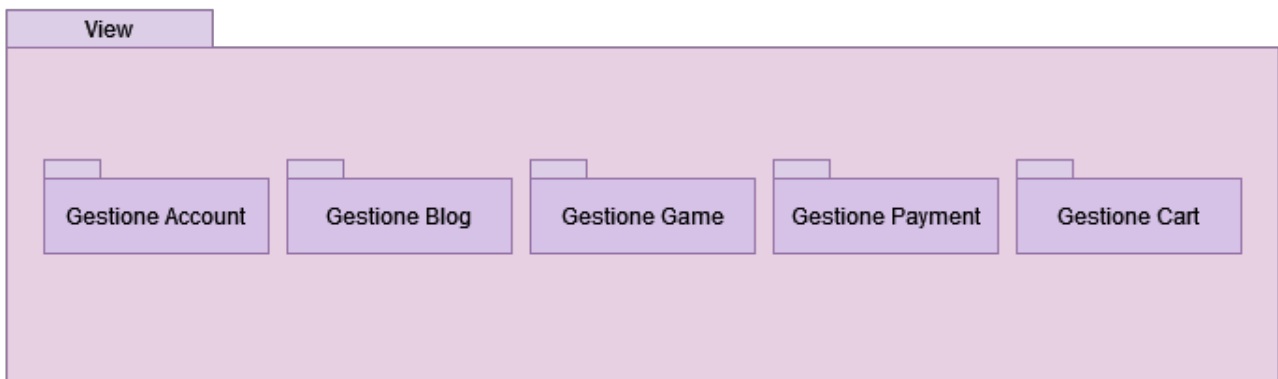 View
Gestione Account
Gestione Blog
Gestione Game
Gestione Payment
Gestione Cart